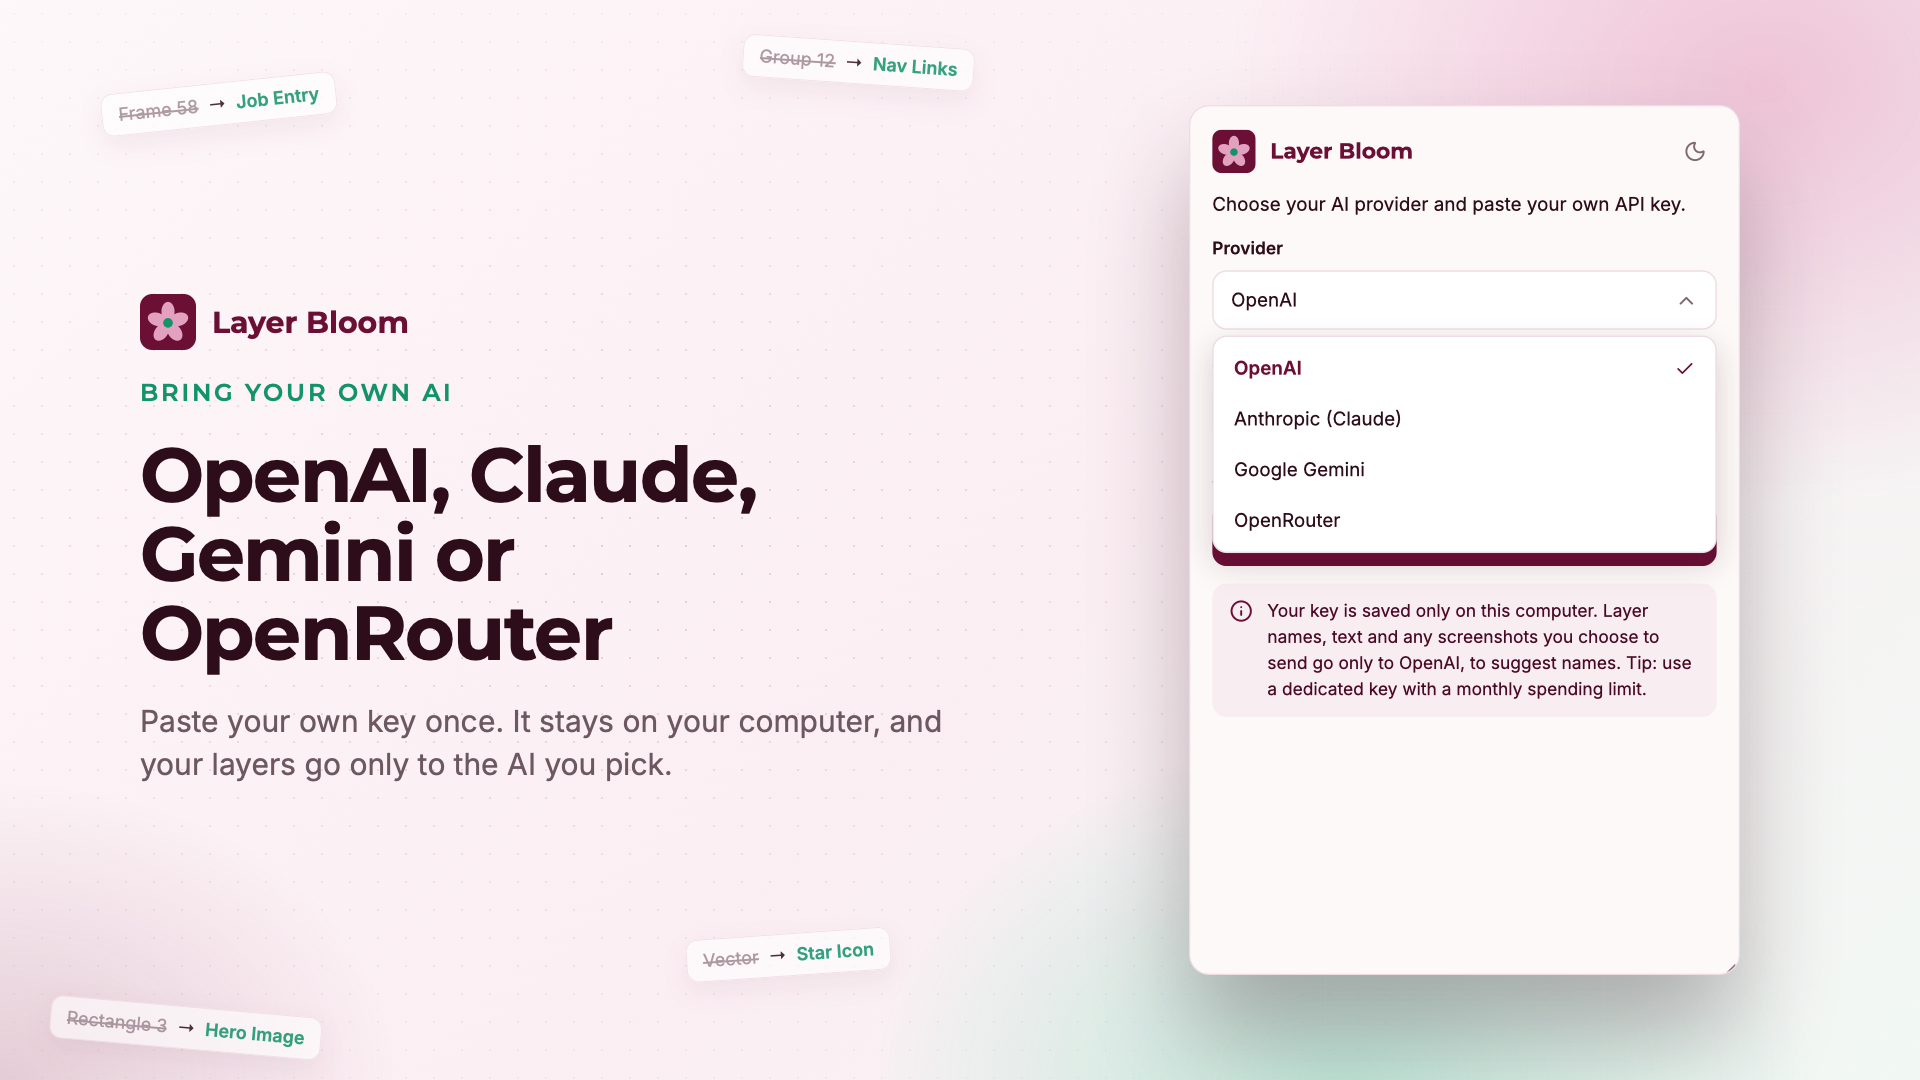 Frame 58 → Job Entry
Group 12 → Nav Links
Layer Bloom
BRING YOUR OWN AI
OpenAI, Claude,
Gemini or
OpenRouter
Paste your own key once. It stays on your computer, and
your layers go only to the AI you pick.
Vector → Star Icon
Rectangle 3 → Hero Image
Layer Bloom
Choose your AI provider and paste your own API key.
Provider
OpenAI
OpenAI
Anthropic (Claude)
Google Gemini
OpenRouter
Your key is saved only on this computer. Layer
names, text and any screenshots you choose to
send go only to OpenAI, to suggest names. Tip: use
a dedicated key with a monthly spending limit.